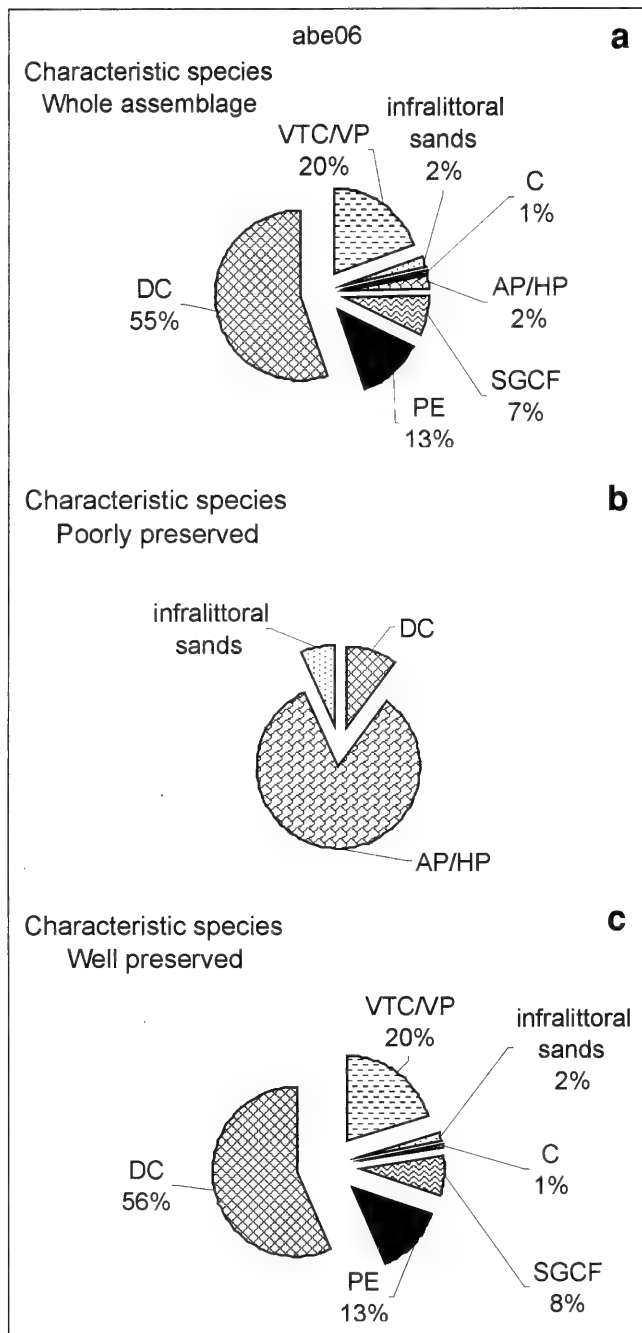 abe06
a
Characteristic species
Whole assemblage
VTC/VP
20%
infralittoral
sands
2%
C
1%
AP/HP
2%
SGCF
7%
PE
13%
DC
55%
b
Characteristic species
Poorly preserved
infralittoral
sands
DC
AP/HP
c
Characteristic species
Well preserved
VTC/VP
20%
infralittoral
sands
2%
C
1%
SGCF
8%
PE
13%
DC
56%